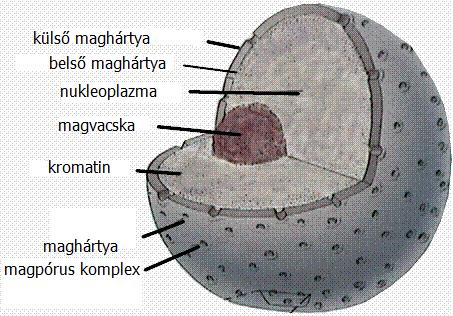 külső maghártya
belső maghártya
nukleoplazma
magvacska
kromatin
maghártya
magpórus komplex